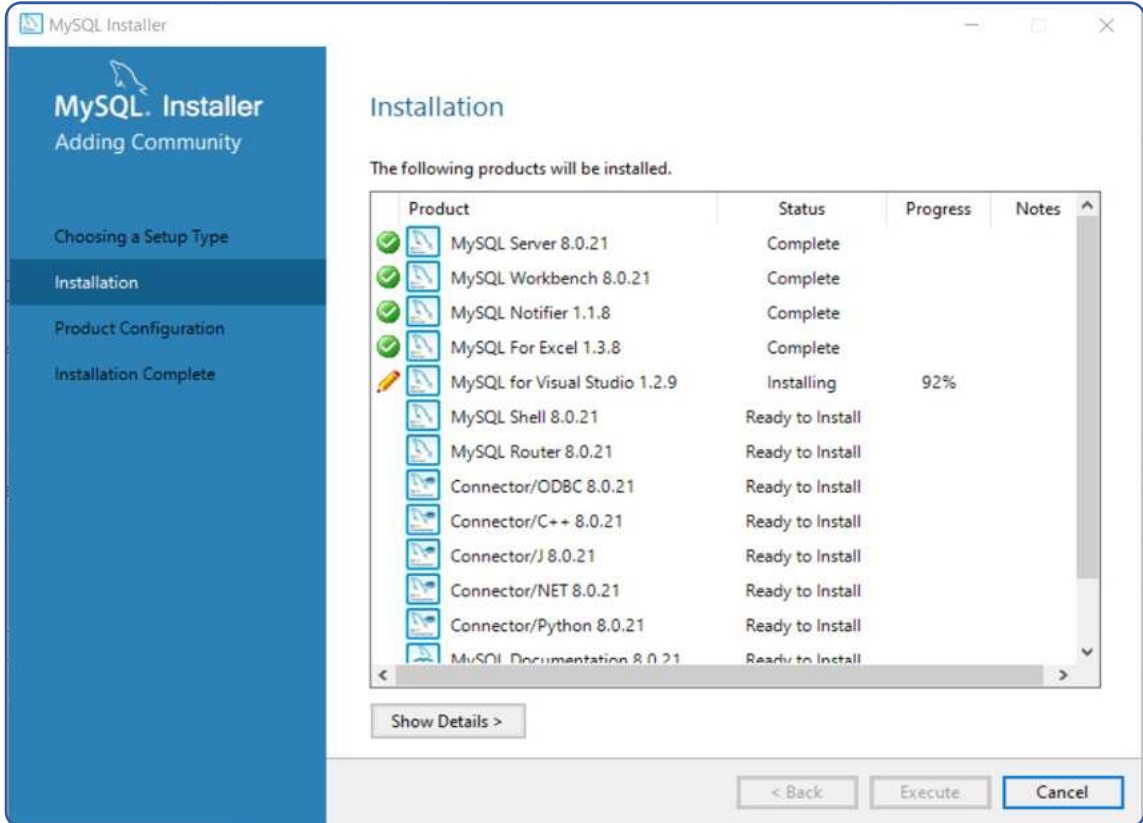 MySQL Installer
MySQL. Installer
Adding Community
Choosing a Setup Type
Installation
Product Configuration
Installation Complete
Installation
The following products will be installed.
Product Status Progress Notes
MySQL Server 8.0.21 Complete
MySQL Workbench 8.0.21 Complete
MySQL Notifier 1.1.8 Complete
MySQL For Excel 1.3.8 Complete
MySQL for Visual Studio 1.2.9 Installing 92%
MySQL Shell 8.0.21 Ready to Install
MySQL Router 8.0.21 Ready to Install
Connector/ODBC 8.0.21 Ready to Install
Connector/C++ 8.0.21 Ready to Install
Connector/J 8.0.21 Ready to Install
Connector/NET 8.0.21 Ready to Install
Connector/Python 8.0.21 Ready to Install
MySQL Documentation 8.0.21 Ready to Install
Show Details >
< Back Execute Cancel